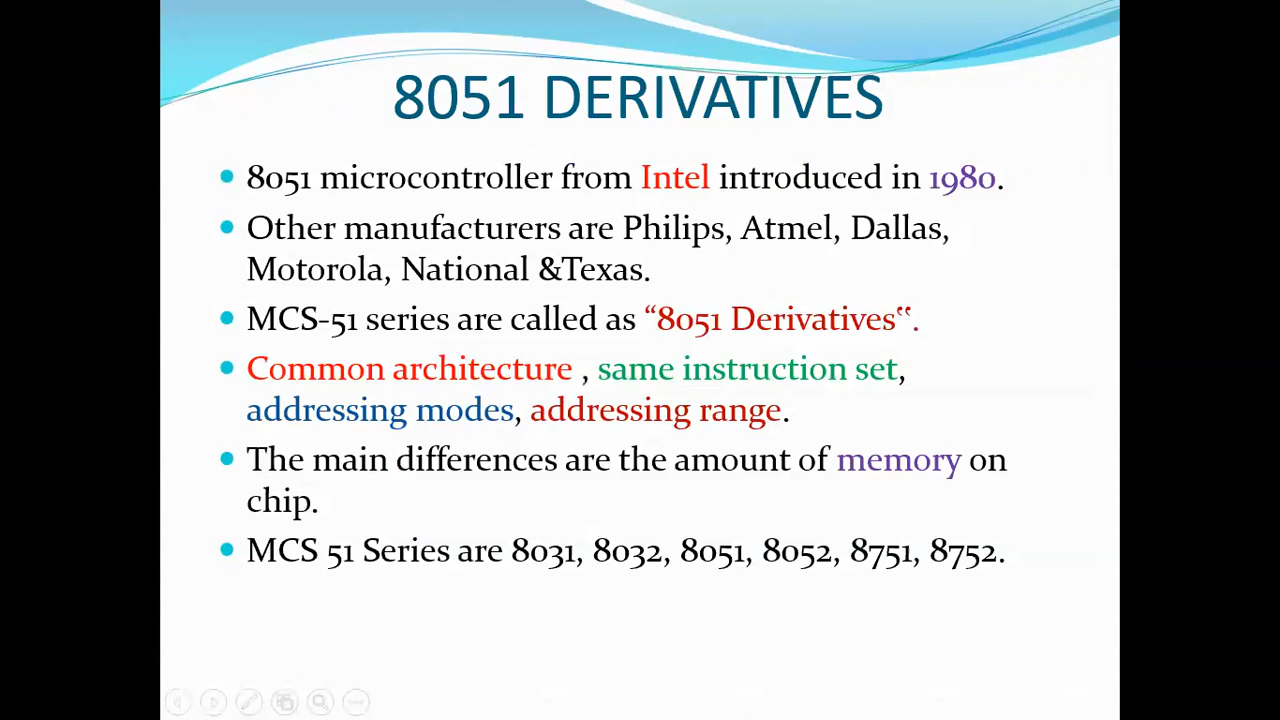 8051 DERIVATIVES
• 8051 microcontroller from Intel introduced in 1980.
• Other manufacturers are Philips, Atmel, Dallas,
Motorola, National &Texas.
• MCS-51 series are called as “8051 Derivatives‟.
• Common architecture , same instruction set,
addressing modes, addressing range.
• The main differences are the amount of memory on
chip.
• MCS 51 Series are 8031, 8032, 8051, 8052, 8751, 8752.